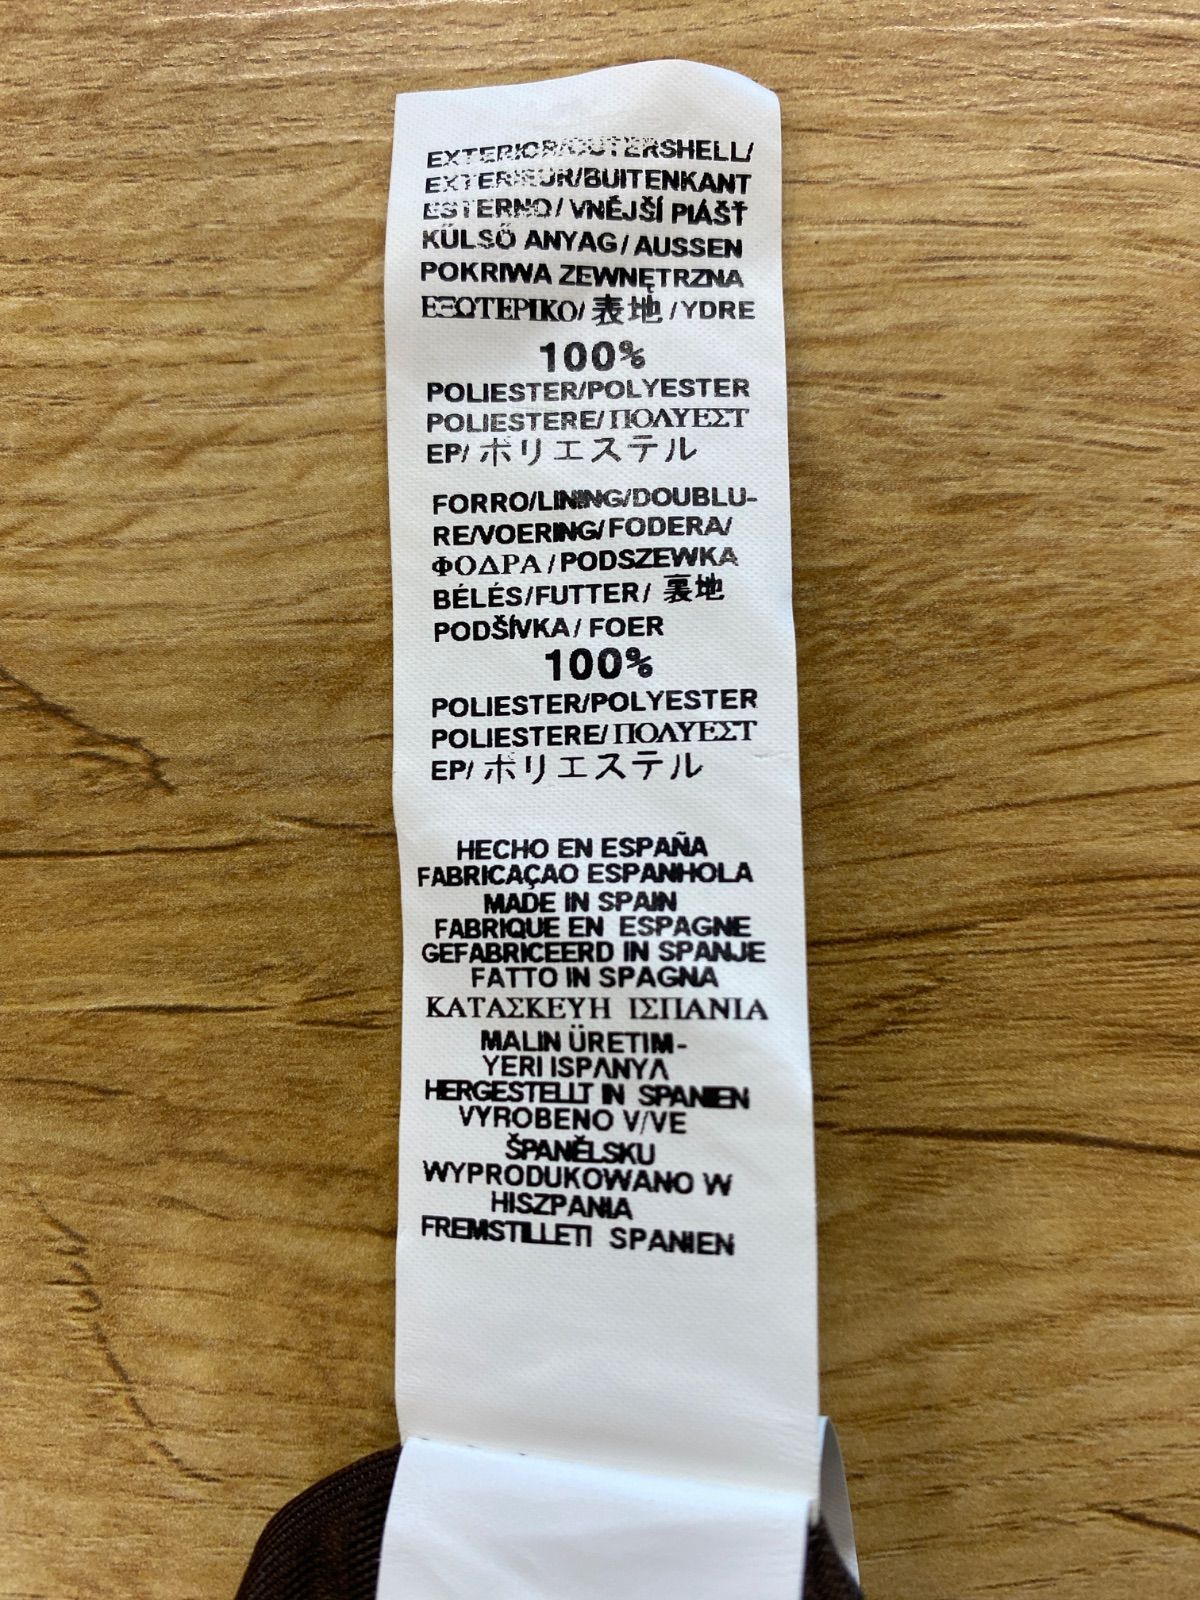 EXTERIOR/OUTERSHELL/
EXTERIEUR/BUITENKANT
ESTERNO/ VNĚJŠÍ PIÁŠŤ
KÜLSŐ ANYAG/ AUSSEN
POKRIWA ZEWNĘTRZNA
ΕΞΩΤΕΡΙΚΟ/ 表地 /YDRE
100%
POLIESTER/POLYESTER
POLIESTERE/ΠΟΛΥΕΣΤ
ΕΡ/ ポリエステル
FORRO/LINING/DOUBLU-
RE/VOERING/FODERA/
ΦΟΔΡΑ/PODSZEWKA
BÉLÉS/FUTTER/ 裏地
PODŠÍVKA/ FOER
100%
POLIESTER/POLYESTER
POLIESTERE/ΠΟΛΥΕΣΤ
ΕΡ/ ポリエステル
HECHO EN ESPAÑA
FABRICAÇAO ESPANHOLA
MADE IN SPAIN
FABRIQUE EN ESPAGNE
GEFABRICEERD IN SPANJE
FATTO IN SPAGNA
ΚΑΤΑΣΚΕΥΗ ΙΣΠΑΝΙΑ
MALIN ÜRETIM-
YERI ISPANYA
HERGESTELLT IN SPANIEN
VYROBENO V/VE
ŠPANĚLSKU
WYPRODUKOWANO W
HISZPANIA
FREMSTILLETI SPANIEN